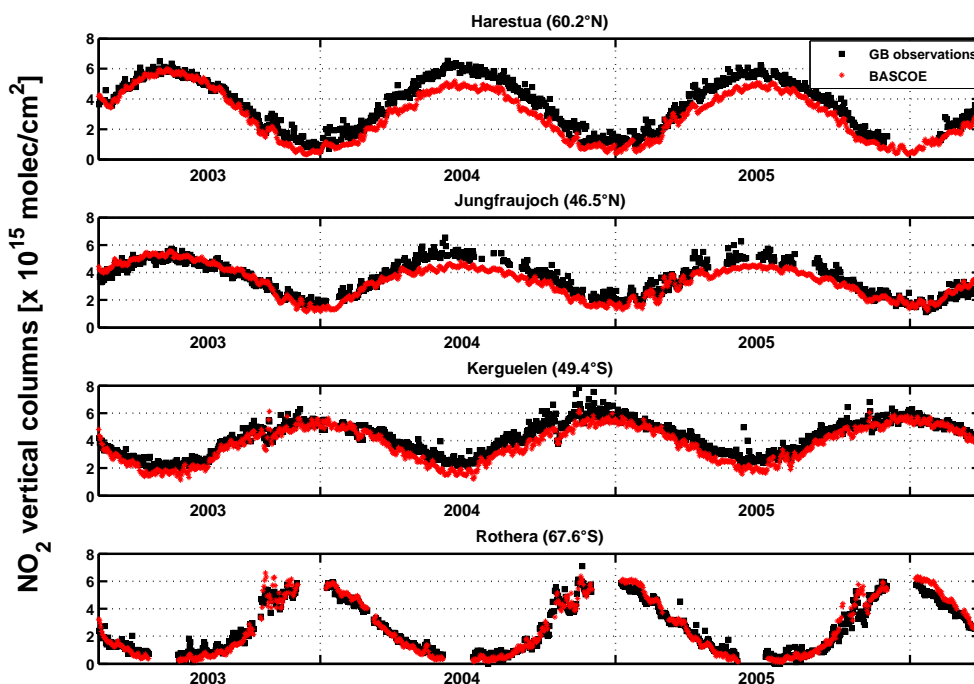 NO2 vertical columns [x 10^15 molec/cm^2]
Harestua (60.2°N)
8
6
4
2
0
GB observations
BASCOE
2003 2004 2005
Jungfraujoch (46.5°N)
8
6
4
2
0
2003 2004 2005
Kerguelen (49.4°S)
8
6
4
2
0
2003 2004 2005
Rothera (67.6°S)
8
6
4
2
0
2003 2004 2005